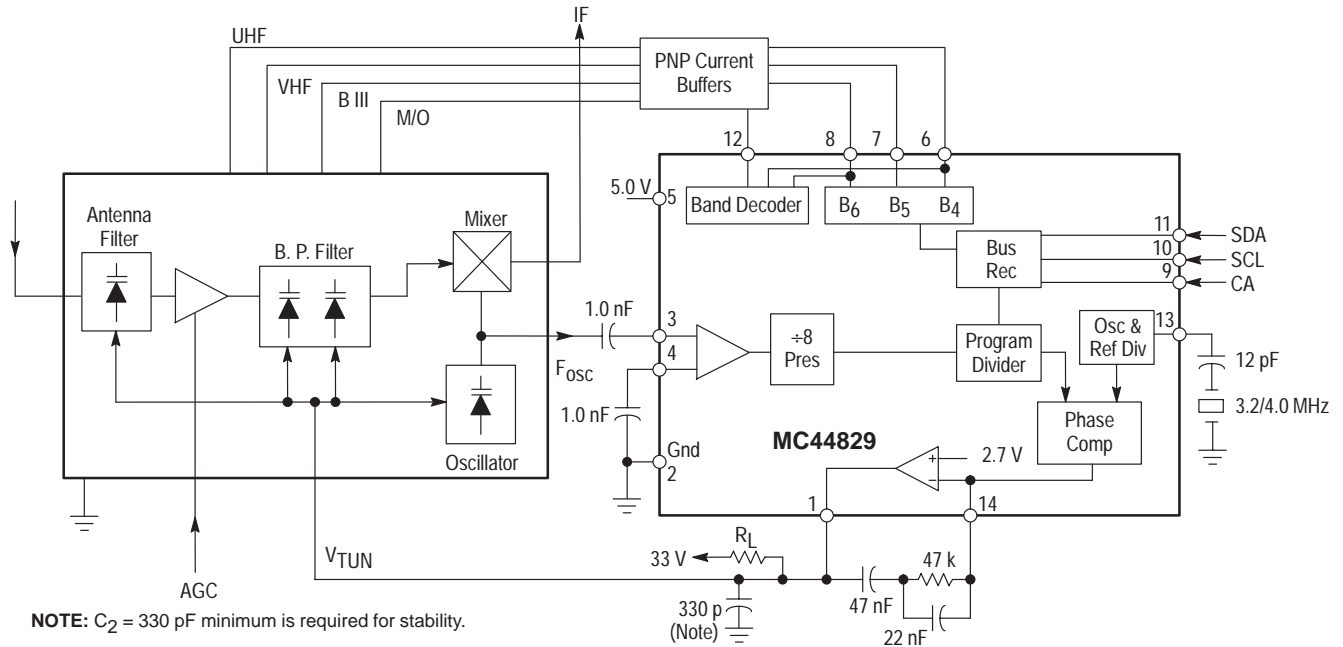 IF
UHF
VHF
B III
M/O
PNP Current
Buffers
12
8
7
6
5.0 V
5
Band Decoder
B6
B5
B4
Antenna
Filter
B. P. Filter
Mixer
Bus
Rec
11
SDA
10
SCL
9
CA
1.0 nF
3
4
÷8
Pres
Program
Divider
Osc &
Ref Div
13
12 pF
3.2/4.0 MHz
Fosc
1.0 nF
Phase
Comp
MC44829
Gnd
2
Oscillator
2.7 V
+
–
1
14
VTUN
AGC
33 V
RL
47 k
330 p
(Note)
47 nF
22 nF
NOTE: C2 = 330 pF minimum is required for stability.